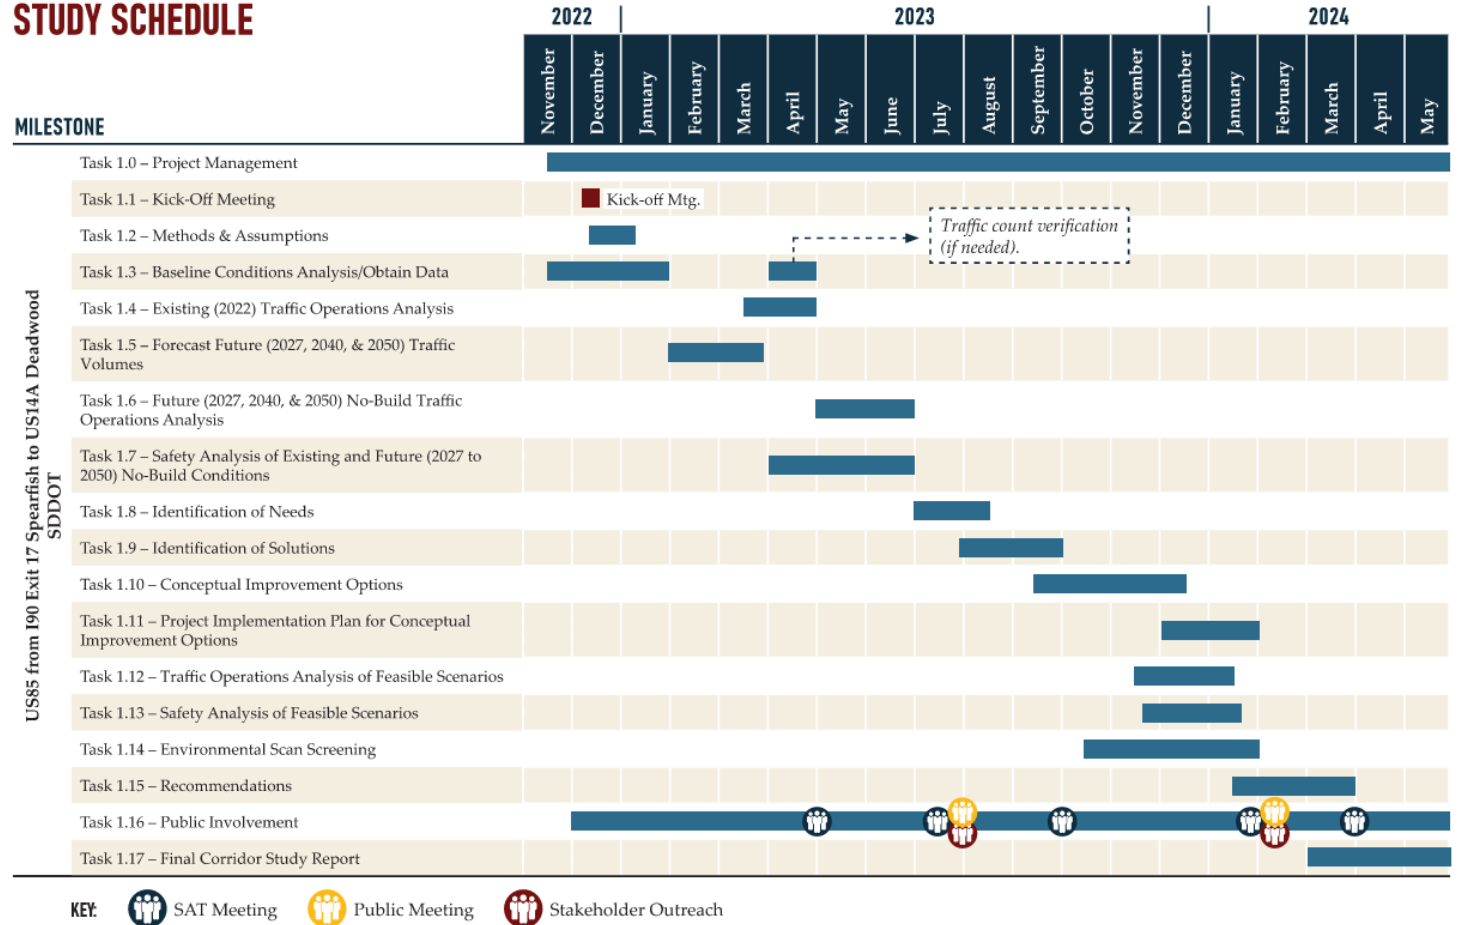 STUDY SCHEDULE
2022
2023
2024
MILESTONE
November
December
January
February
March
April
May
June
July
August
September
October
November
December
January
February
March
April
May
US85 from I90 Exit 17 Spearfish to US14A Deadwood
SDDOT
Task 1.0 – Project Management
Task 1.1 – Kick-Off Meeting
Kick-off Mtg.
Task 1.2 – Methods & Assumptions
Traffic count verification
(if needed).
Task 1.3 – Baseline Conditions Analysis/Obtain Data
Task 1.4 – Existing (2022) Traffic Operations Analysis
Task 1.5 – Forecast Future (2027, 2040, & 2050) Traffic
Volumes
Task 1.6 – Future (2027, 2040, & 2050) No-Build Traffic
Operations Analysis
Task 1.7 – Safety Analysis of Existing and Future (2027 to
2050) No-Build Conditions
Task 1.8 – Identification of Needs
Task 1.9 – Identification of Solutions
Task 1.10 – Conceptual Improvement Options
Task 1.11 – Project Implementation Plan for Conceptual
Improvement Options
Task 1.12 – Traffic Operations Analysis of Feasible Scenarios
Task 1.13 – Safety Analysis of Feasible Scenarios
Task 1.14 – Environmental Scan Screening
Task 1.15 – Recommendations
Task 1.16 – Public Involvement
Task 1.17 – Final Corridor Study Report
KEY:
SAT Meeting
Public Meeting
Stakeholder Outreach